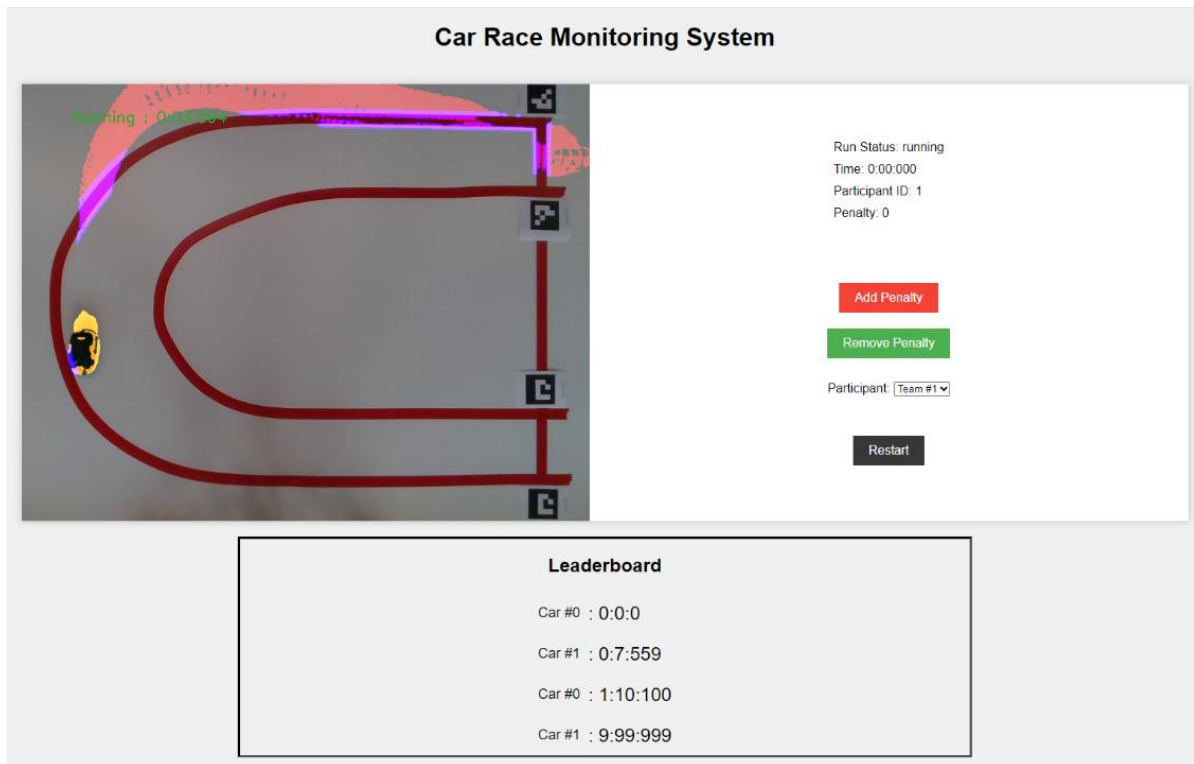 Car Race Monitoring System
Running :
Run Status: running
Time: 0:00:000
Participant ID: 1
Penalty: 0
Add Penalty
Remove Penalty
Participant: Team #1
Restart
Leaderboard
Car #0 : 0:0:0
Car #1 : 0:7:559
Car #0 : 1:10:100
Car #1 : 9:99:999